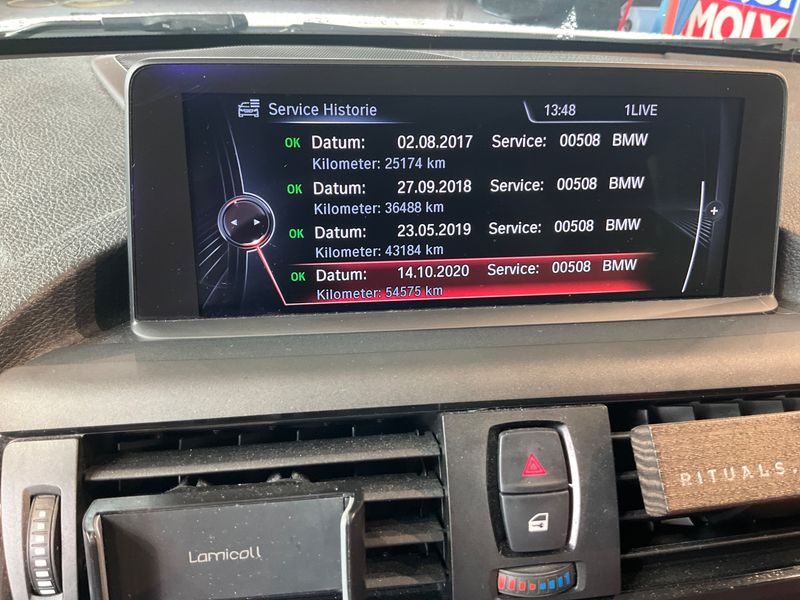 MOLY
Service Historie
13:48
1LIVE
OK Datum: 02.08.2017 Service: 00508 BMW
Kilometer: 25174 km
OK Datum: 27.09.2018 Service: 00508 BMW
Kilometer: 36488 km
OK Datum: 23.05.2019 Service: 00508 BMW
Kilometer: 43184 km
OK Datum: 14.10.2020 Service: 00508 BMW
Kilometer: 54575 km
RITUALS.
Lamicall